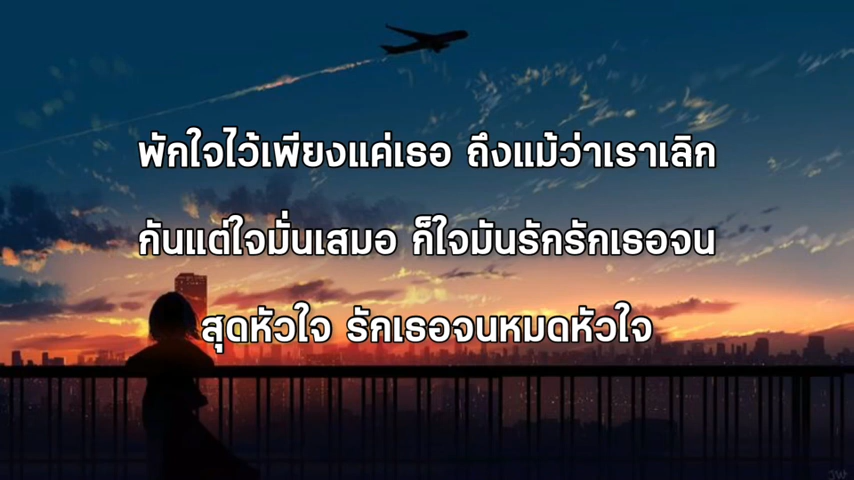 พักใจไว้เพียงแค่เธอ ถึงแม้ว่าเราเลิก
กันแต่ใจมั่นเสมอ ก็ใจมันรักรักเธอจน
สุดหัวใจ รักเธอจนหมดหัวใจ